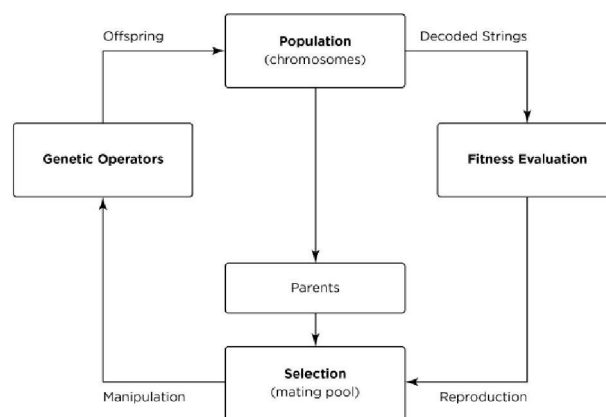 Offspring
Population
(chromosomes)
Decoded Strings
Genetic Operators
Fitness Evaluation
Parents
Selection
(mating pool)
Manipulation
Reproduction